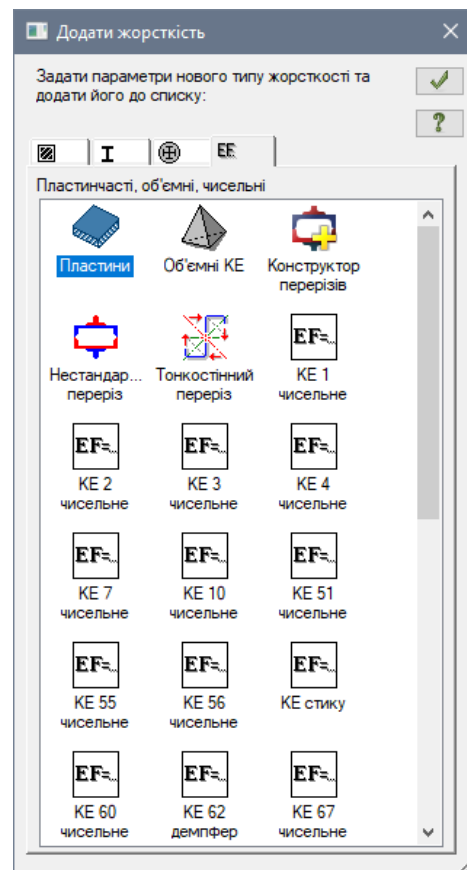 Додати жорсткість
Задати параметри нового типу жорсткості та
додати його до списку:
EE
Пластинчасті, об'ємні, чисельні
Пластини
Об'ємні КЕ
Конструктор
перерізів
Нестандар...
переріз
Тонкостінний
переріз
EF=...
КЕ 1
чисельне
EF=...
КЕ 2
чисельне
EF=...
КЕ 3
чисельне
EF=...
КЕ 4
чисельне
EF=...
КЕ 7
чисельне
EF=...
КЕ 10
чисельне
EF=...
КЕ 51
чисельне
EF=...
КЕ 55
чисельне
EF=...
КЕ 56
чисельне
EF=...
КЕ стику
EF=...
КЕ 60
чисельне
EF=...
КЕ 62
демпфер
EF=...
КЕ 67
чисельне